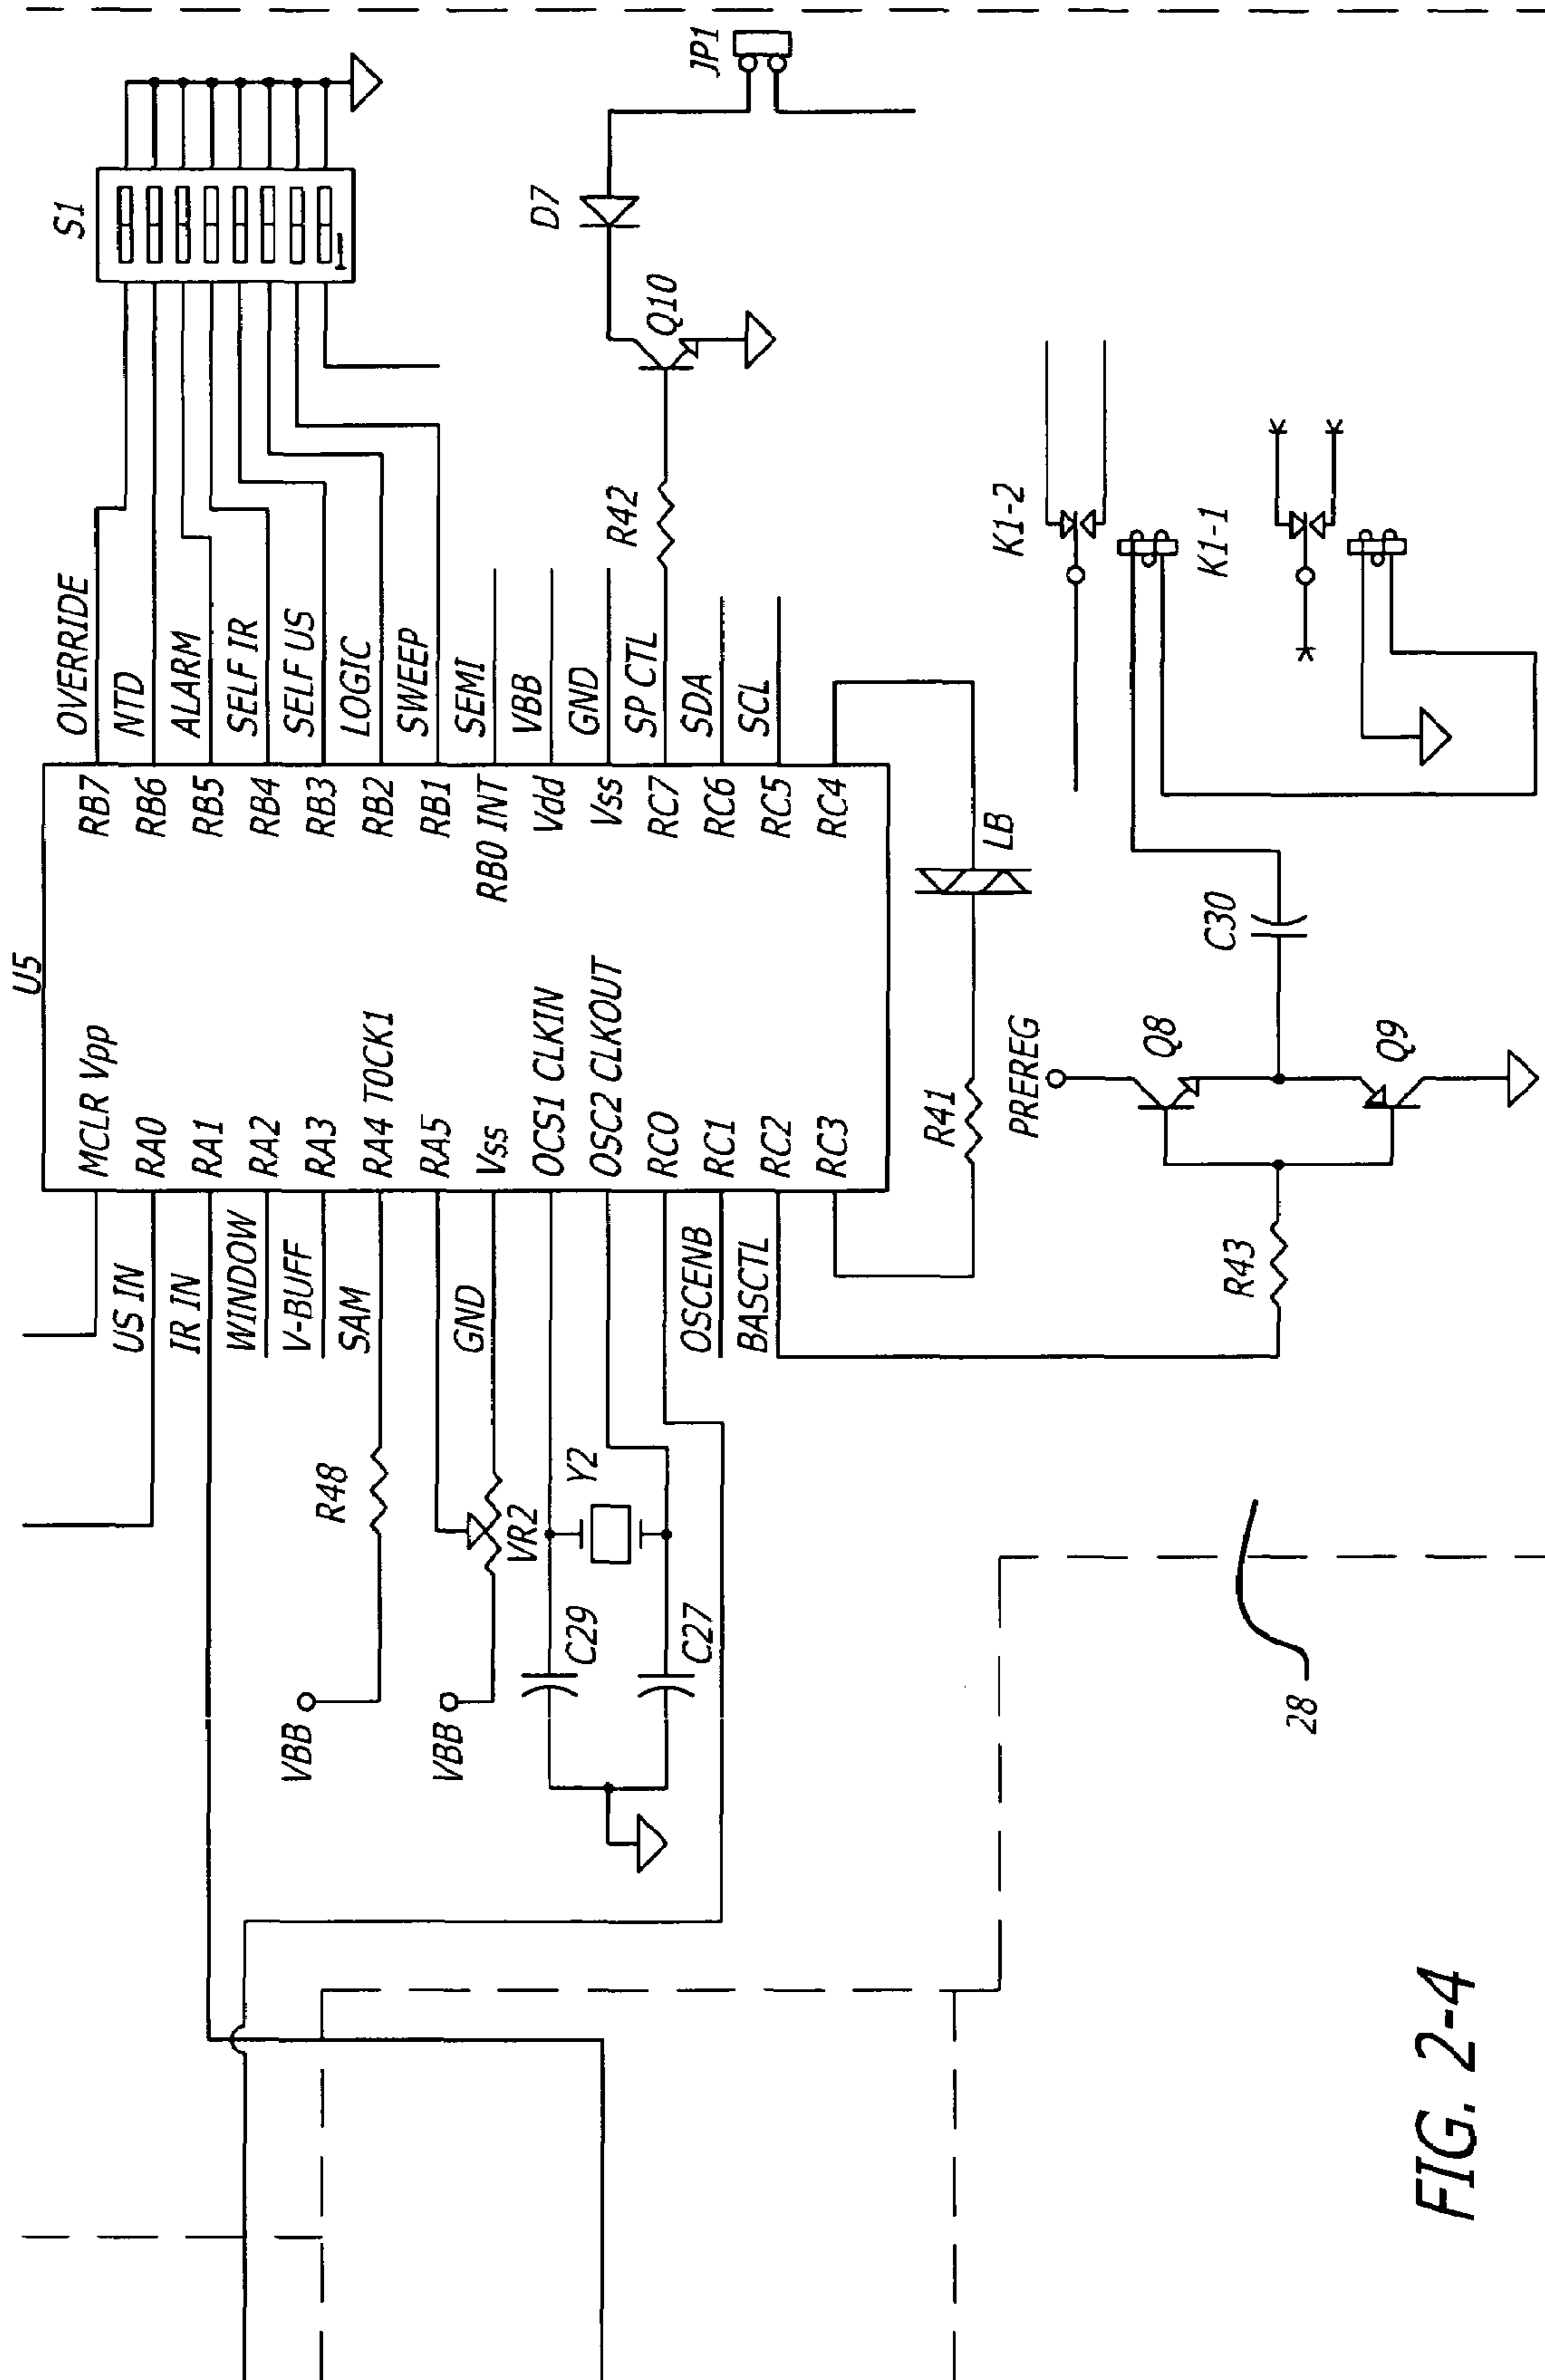 U5
MCLR Vpp
RA0
RA1
RA2
RA3
RA4 TOCK1
RA5
Vss
OCS1 CLKIN
OSC2 CLKOUT
RCO
RC1
RC2
RC3
RB7
RB6
RB5
RB4
RB3
RB2
RB1
RB0 INT
Vdd
Vss
RC7
RC6
RC5
RC4
US IN
IR IN
WINDOW
V-BUFF
SAM
GND
OSCENB
BASCTL
OVERRIDE
NTD
ALARM
SELF IR
SELF US
LOGIC
SWEEP
SEMI
VBB
GND
SP CTL
SDA
SCL
S1
JP1
D7
Q10
R42
K1-2
K1-1
R48
VBB
VR2
VBB
Y2
C29
C27
R41
LB
PREREG
Q8
Q9
C30
R43
28
FIG. 2-4